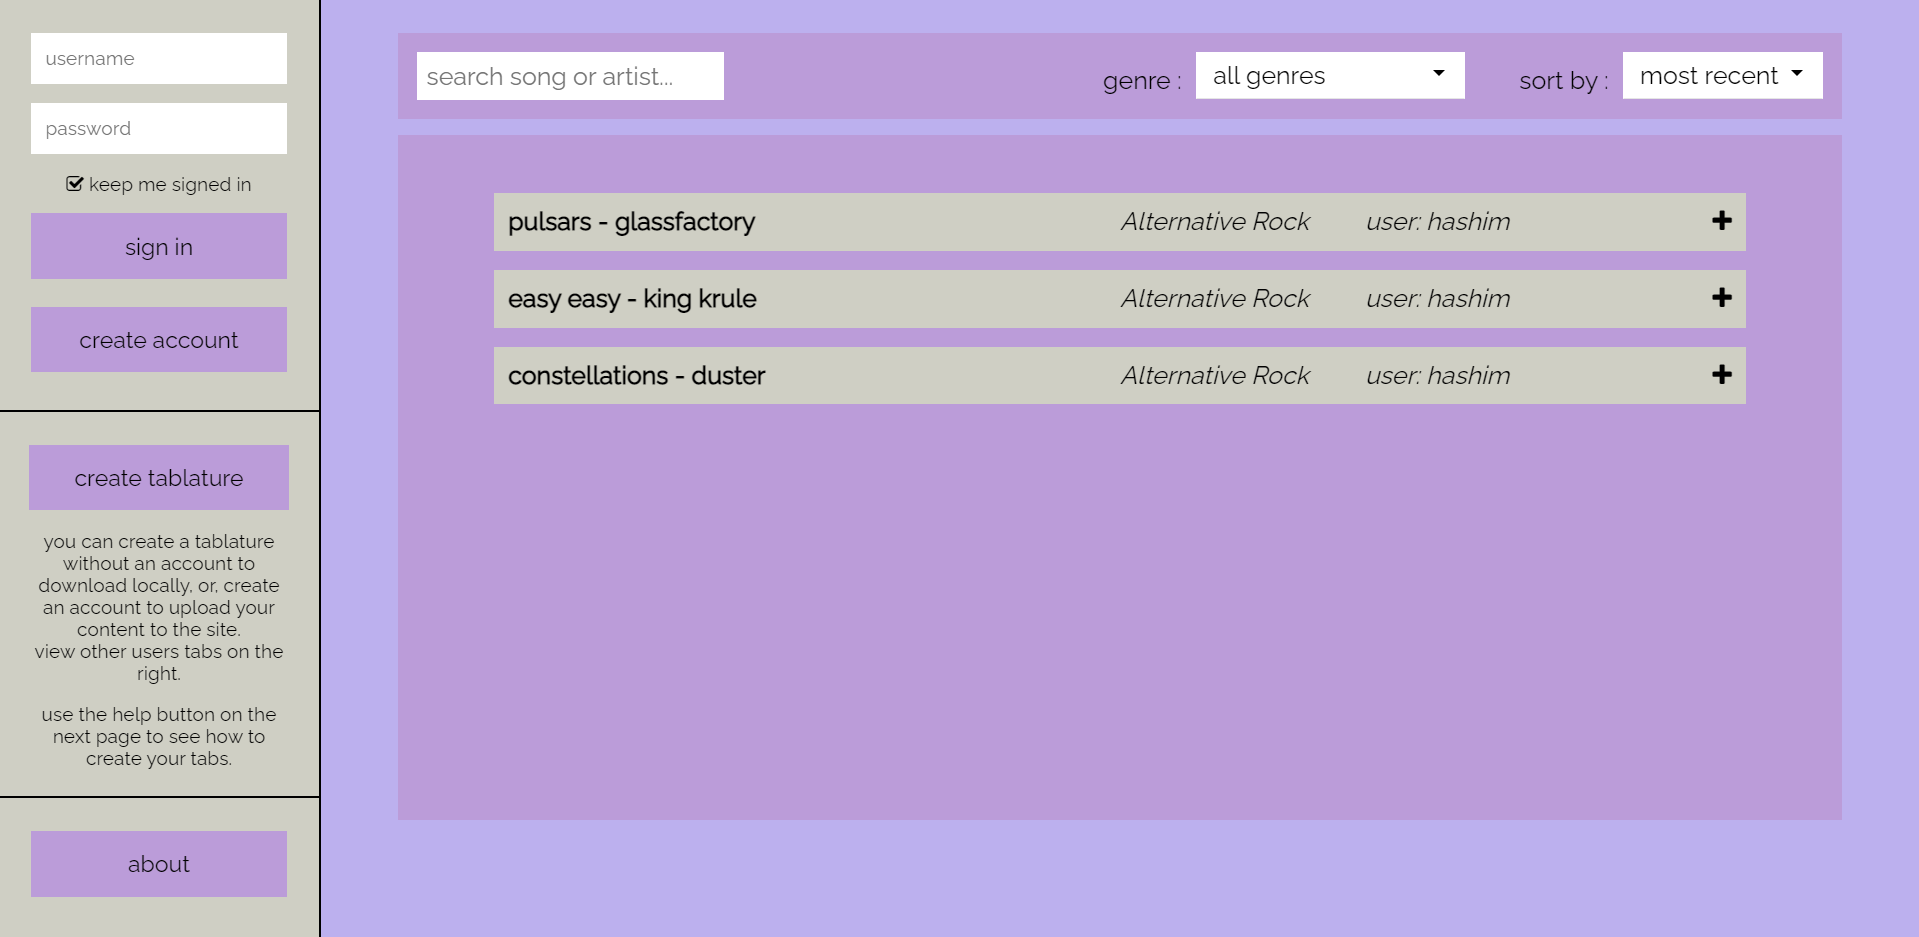 username
password
keep me signed in
sign in
create account
create tablature
you can create a tablature
without an account to
download locally, or, create
an account to upload your
content to the site.
view other users tabs on the
right.
use the help button on the
next page to see how to
create your tabs.
about
search song or artist...
genre :
all genres
sort by :
most recent
pulsars - glassfactory Alternative Rock user: hashim
easy easy - king krule Alternative Rock user: hashim
constellations - duster Alternative Rock user: hashim